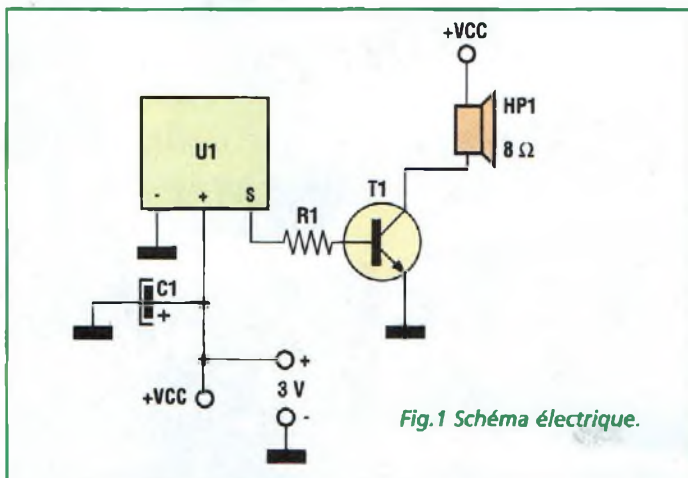 +VCC
HP1
8 Ω
U1
- + S
R1
T1
C1
+
+VCC
+
3 V
-
Fig.1 Schéma électrique.